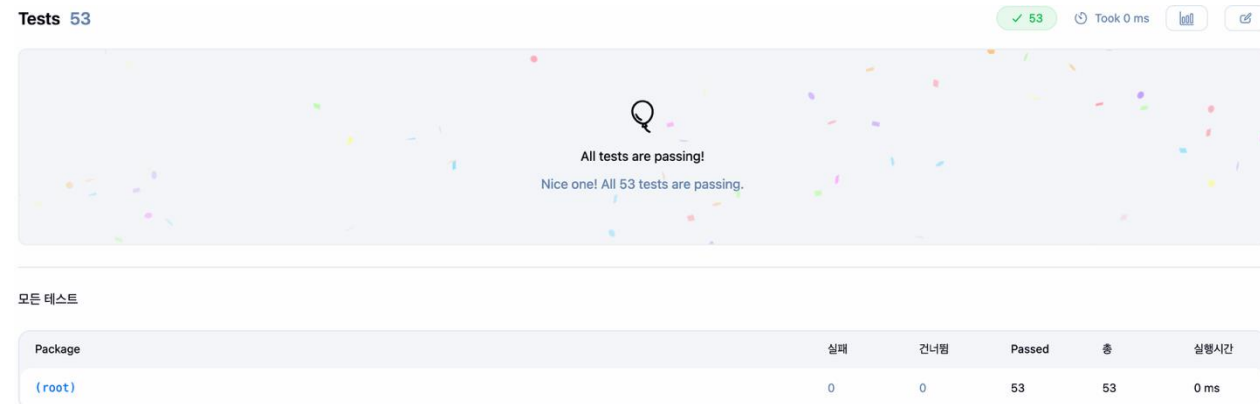 Tests 53
53
Took 0 ms
All tests are passing!
Nice one! All 53 tests are passing.
모든 테스트
Package 실패 건너뜀 Passed 총 실행시간
(root) 0 0 53 53 0 ms